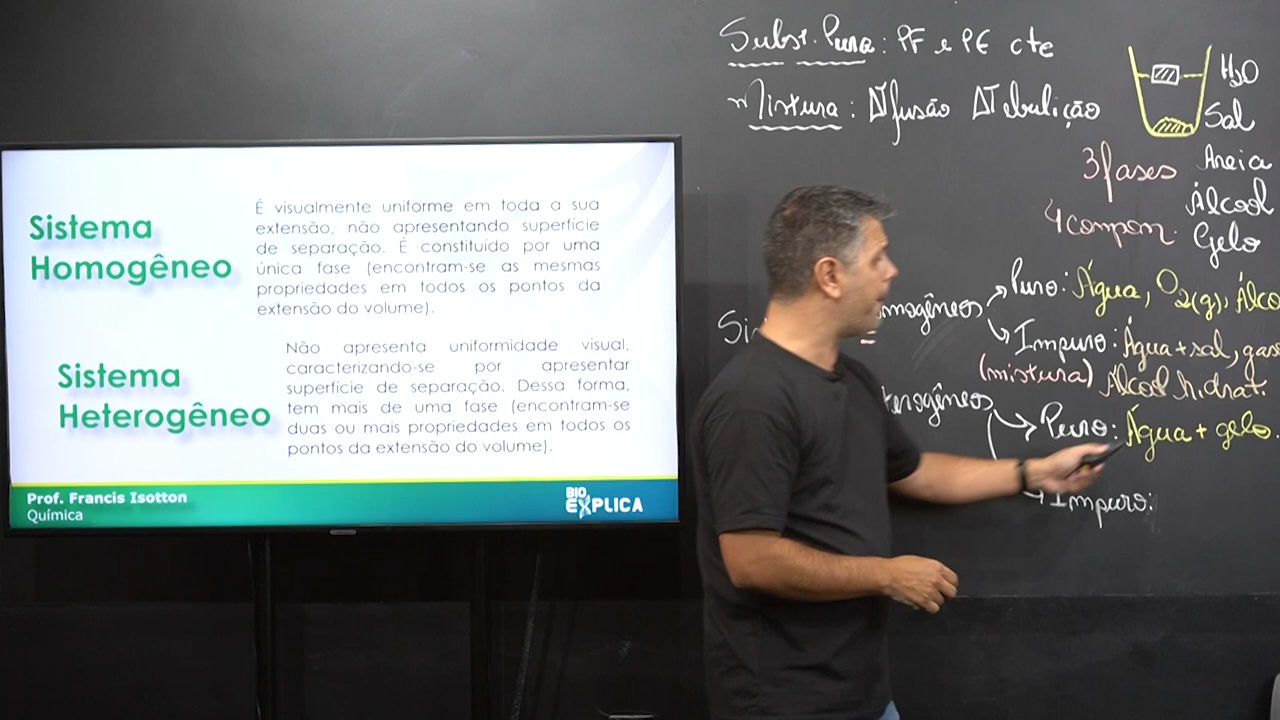 Sistema
Homogêneo
É visualmente uniforme em toda a sua
extensão, não apresentando superfície
de separação. É constituído por uma
única fase (encontram-se as mesmas
propriedades em todos os pontos da
extensão do volume).
Sistema
Heterogêneo
Não apresenta uniformidade visual,
caracterizando-se por apresentar
superfície de separação. Dessa forma,
tem mais de uma fase (encontram-se
duas ou mais propriedades em todos os
pontos da extensão do volume).
Prof. Francis Isotton
Química
BIO
EXPLICA
Subst. Pura: PF e PE cte
Mistura: ΔTfusão ΔTebulição
H2O
Sal
Areia
Álcool
Gelo
3 fases
4 compon.
Puro: Água, O2(g), Álco
Impuro: Água + sal, gas
(mistura) Álcool hidrat.
Puro: Água + gelo.
Impuro: